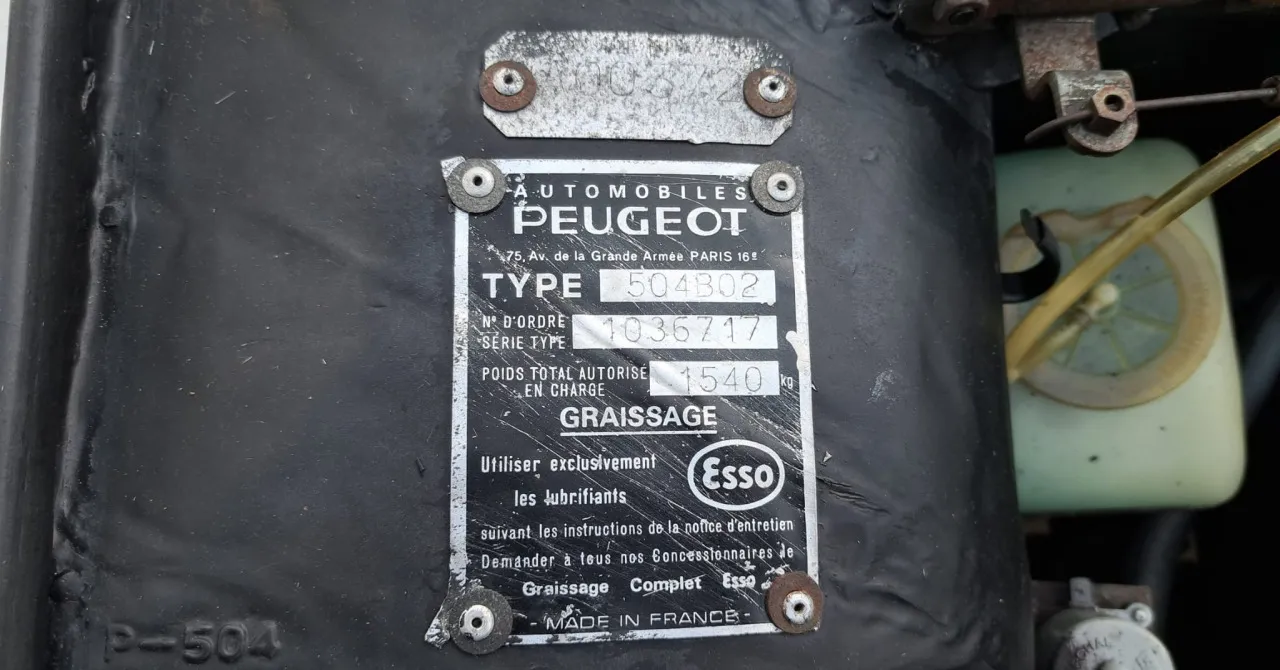 AUTOMOBILES
PEUGEOT
75, Av. de la Grande Armée PARIS 16e
TYPE 504B02
N° D'ORDRE
SÉRIE TYPE 1036717
POIDS TOTAL AUTORISÉ
EN CHARGE 1540 kg
GRAISSAGE
Utiliser exclusivement
les lubrifiants
Esso
suivant les instructions de la notice d'entretien
Demander à tous nos Concessionnaires le
Graissage Complet Esso
- MADE IN FRANCE -
P-504